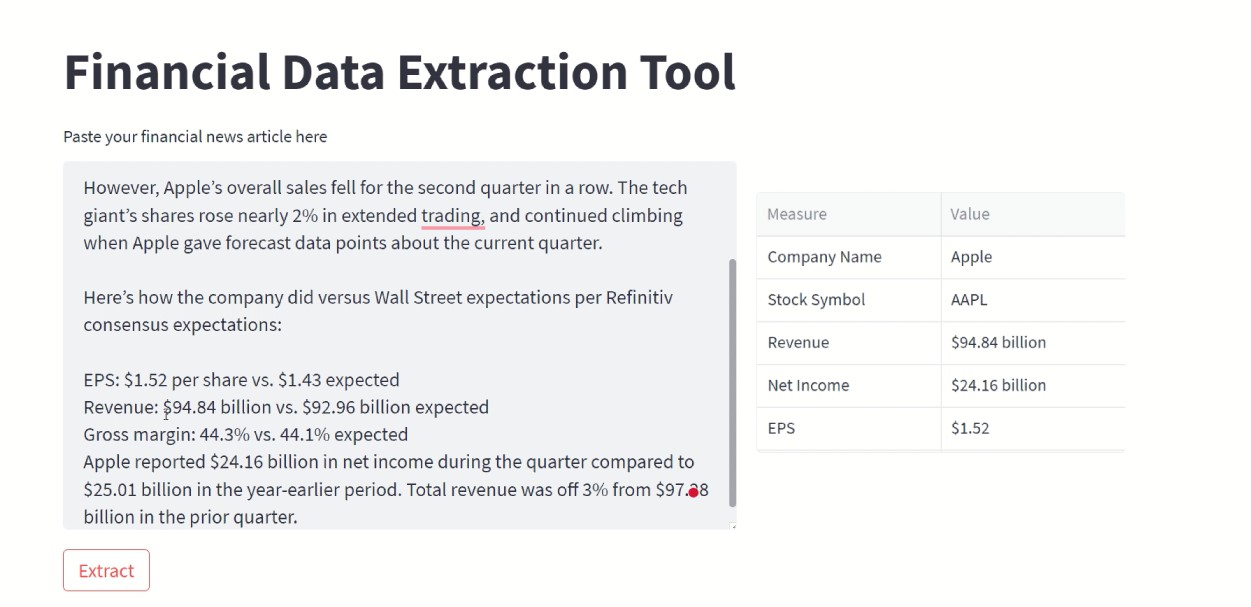 Financial Data Extraction Tool
Paste your financial news article here
However, Apple’s overall sales fell for the second quarter in a row. The tech
giant’s shares rose nearly 2% in extended trading, and continued climbing
when Apple gave forecast data points about the current quarter.
Here’s how the company did versus Wall Street expectations per Refinitiv
consensus expectations:
EPS: $1.52 per share vs. $1.43 expected
Revenue: $94.84 billion vs. $92.96 billion expected
Gross margin: 44.3% vs. 44.1% expected
Apple reported $24.16 billion in net income during the quarter compared to
$25.01 billion in the year-earlier period. Total revenue was off 3% from
billion in the prior quarter.
Extract
Measure Value
Company Name Apple
Stock Symbol AAPL
Revenue $94.84 billion
Net Income $24.16 billion
EPS $1.52